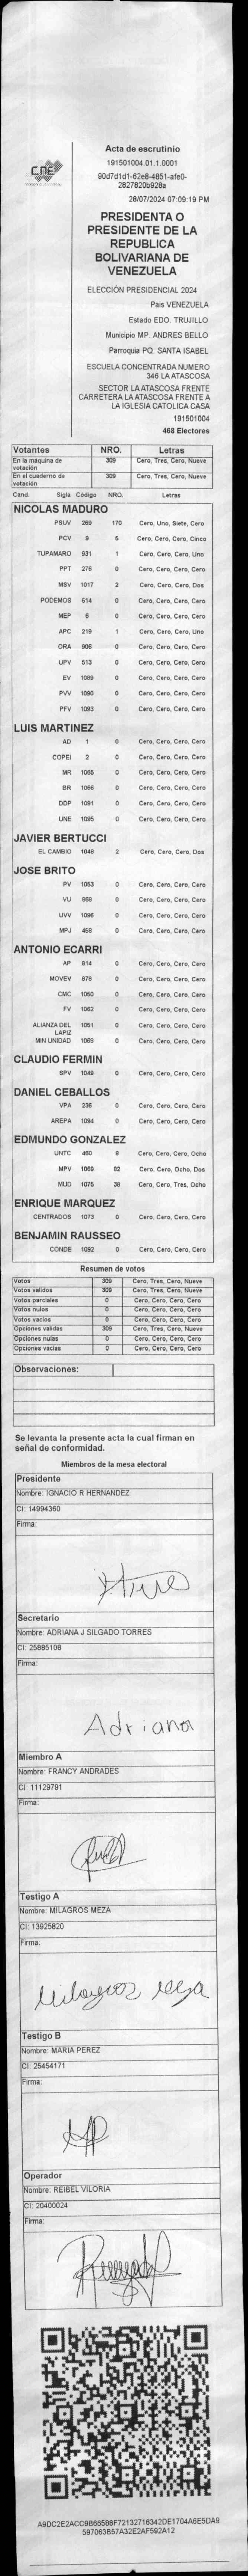 CNE
Acta de escrutinio
191501004.01.1.0001
90d7d1d1-62e8-4851-afe0-
2827820b928a
28/07/2024 07:09:19 PM
PRESIDENTA O
PRESIDENTE DE LA
REPUBLICA
BOLIVARIANA DE
VENEZUELA
ELECCIÓN PRESIDENCIAL 2024
Pais VENEZUELA
Estado EDO. TRUJILLO
Municipio MP. ANDRES BELLO
Parroquia PQ. SANTA ISABEL
ESCUELA CONCENTRADA NUMERO
346 LA ATASCOSA
SECTOR LA ATASCOSA FRENTE
CARRETERA LA ATASCOSA FRENTE A
LA IGLESIA CATOLICA CASA
191501004
468 Electores
Votantes NRO. Letras
En la máquina de votación 309 Cero, Tres, Cero, Nueve
En el cuaderno de votación 309 Cero, Tres, Cero, Nueve
Cand. Sigla Código NRO. Letras
NICOLAS MADURO
PSUV 269 170 Cero, Uno, Siete, Cero
PCV 9 5 Cero, Cero, Cero, Cinco
TUPAMARO 931 1 Cero, Cero, Cero, Uno
PPT 276 0 Cero, Cero, Cero, Cero
MSV 1017 2 Cero, Cero, Cero, Dos
PODEMOS 614 0 Cero, Cero, Cero, Cero
MEP 6 0 Cero, Cero, Cero, Cero
APC 219 1 Cero, Cero, Cero, Uno
ORA 906 0 Cero, Cero, Cero, Cero
UPV 613 0 Cero, Cero, Cero, Cero
EV 1089 0 Cero, Cero, Cero, Cero
PVV 1090 0 Cero, Cero, Cero, Cero
PFV 1093 0 Cero, Cero, Cero, Cero
LUIS MARTINEZ
AD 1 0 Cero, Cero, Cero, Cero
COPEI 2 0 Cero, Cero, Cero, Cero
MR 1065 0 Cero, Cero, Cero, Cero
BR 1066 0 Cero, Cero, Cero, Cero
DDP 1091 0 Cero, Cero, Cero, Cero
UNE 1095 0 Cero, Cero, Cero, Cero
JAVIER BERTUCCI
EL CAMBIO 1046 2 Cero, Cero, Cero, Dos
JOSE BRITO
PV 1053 0 Cero, Cero, Cero, Cero
VU 868 0 Cero, Cero, Cero, Cero
UVV 1096 0 Cero, Cero, Cero, Cero
MPJ 458 0 Cero, Cero, Cero, Cero
ANTONIO ECARRI
AP 814 0 Cero, Cero, Cero, Cero
MOVEV 878 0 Cero, Cero, Cero, Cero
CMC 1050 0 Cero, Cero, Cero, Cero
FV 1062 0 Cero, Cero, Cero, Cero
ALIANZA DEL LAPIZ 1051 0 Cero, Cero, Cero, Cero
MIN UNIDAD 1069 0 Cero, Cero, Cero, Cero
CLAUDIO FERMIN
SPV 1049 0 Cero, Cero, Cero, Cero
DANIEL CEBALLOS
VPA 236 0 Cero, Cero, Cero, Cero
AREPA 1094 0 Cero, Cero, Cero, Cero
EDMUNDO GONZALEZ
UNTC 460 8 Cero, Cero, Cero, Ocho
MPV 1069 82 Cero, Cero, Ocho, Dos
MUD 1075 38 Cero, Cero, Tres, Ocho
ENRIQUE MARQUEZ
CENTRADOS 1073 0 Cero, Cero, Cero, Cero
BENJAMIN RAUSSEO
CONDE 1092 0 Cero, Cero, Cero, Cero
Resumen de votos
Votos 309 Cero, Tres, Cero, Nueve
Votos validos 309 Cero, Tres, Cero, Nueve
Votos parciales 0 Cero, Cero, Cero, Cero
Votos nulos 0 Cero, Cero, Cero, Cero
Votos vacios 0 Cero, Cero, Cero, Cero
Opciones validas 309 Cero, Tres, Cero, Nueve
Opciones nulas 0 Cero, Cero, Cero, Cero
Opciones vacias 0 Cero, Cero, Cero, Cero
Observaciones:
Se levanta la presente acta la cual firman en
señal de conformidad.
Miembros de la mesa electoral
Presidente
Nombre: IGNACIO R HERNANDEZ
CI: 14994360
Firma:
Secretario
Nombre: ADRIANA J SILGADO TORRES
CI: 25885108
Firma:
Adriana
Miembro A
Nombre: FRANCY ANDRADES
CI: 11129791
Firma:
Testigo A
Nombre: MILAGROS MEZA
CI: 13925820
Firma:
Milagros Meza
Testigo B
Nombre: MARIA PEREZ
CI: 25454171
Firma:
MP
Operador
Nombre: REIBEL VILORIA
CI: 20400024
Firma:
A9DC2E2ACC9B665B8F72132716342DE1704A6E5DA9
597063B57A32E2AF592A12